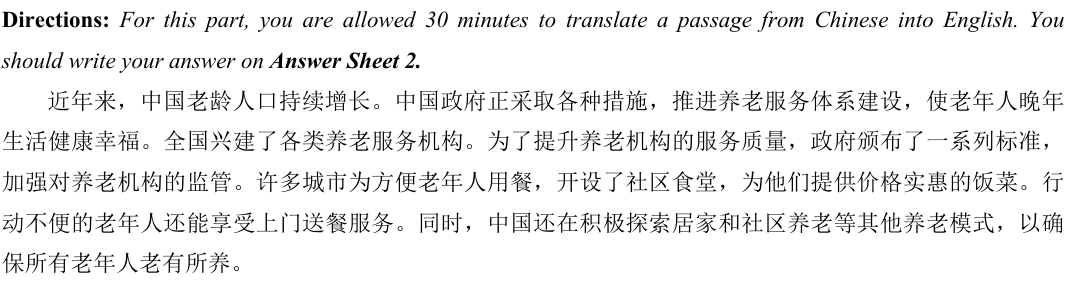 Directions: For this part, you are allowed 30 minutes to translate a passage from Chinese into English. You
should write your answer on Answer Sheet 2.
近年来，中国老龄人口持续增长。中国政府正采取各种措施，推进养老服务体系建设，使老年人晚年
生活健康幸福。全国兴建了各类养老服务机构。为了提升养老机构的服务质量，政府颁布了一系列标准，
加强对养老机构的监管。许多城市为方便老年人用餐，开设了社区食堂，为他们提供价格实惠的饭菜。行
动不便的老年人还能享受上门送餐服务。同时，中国还在积极探索居家和社区养老等其他养老模式，以确
保所有老年人老有所养。